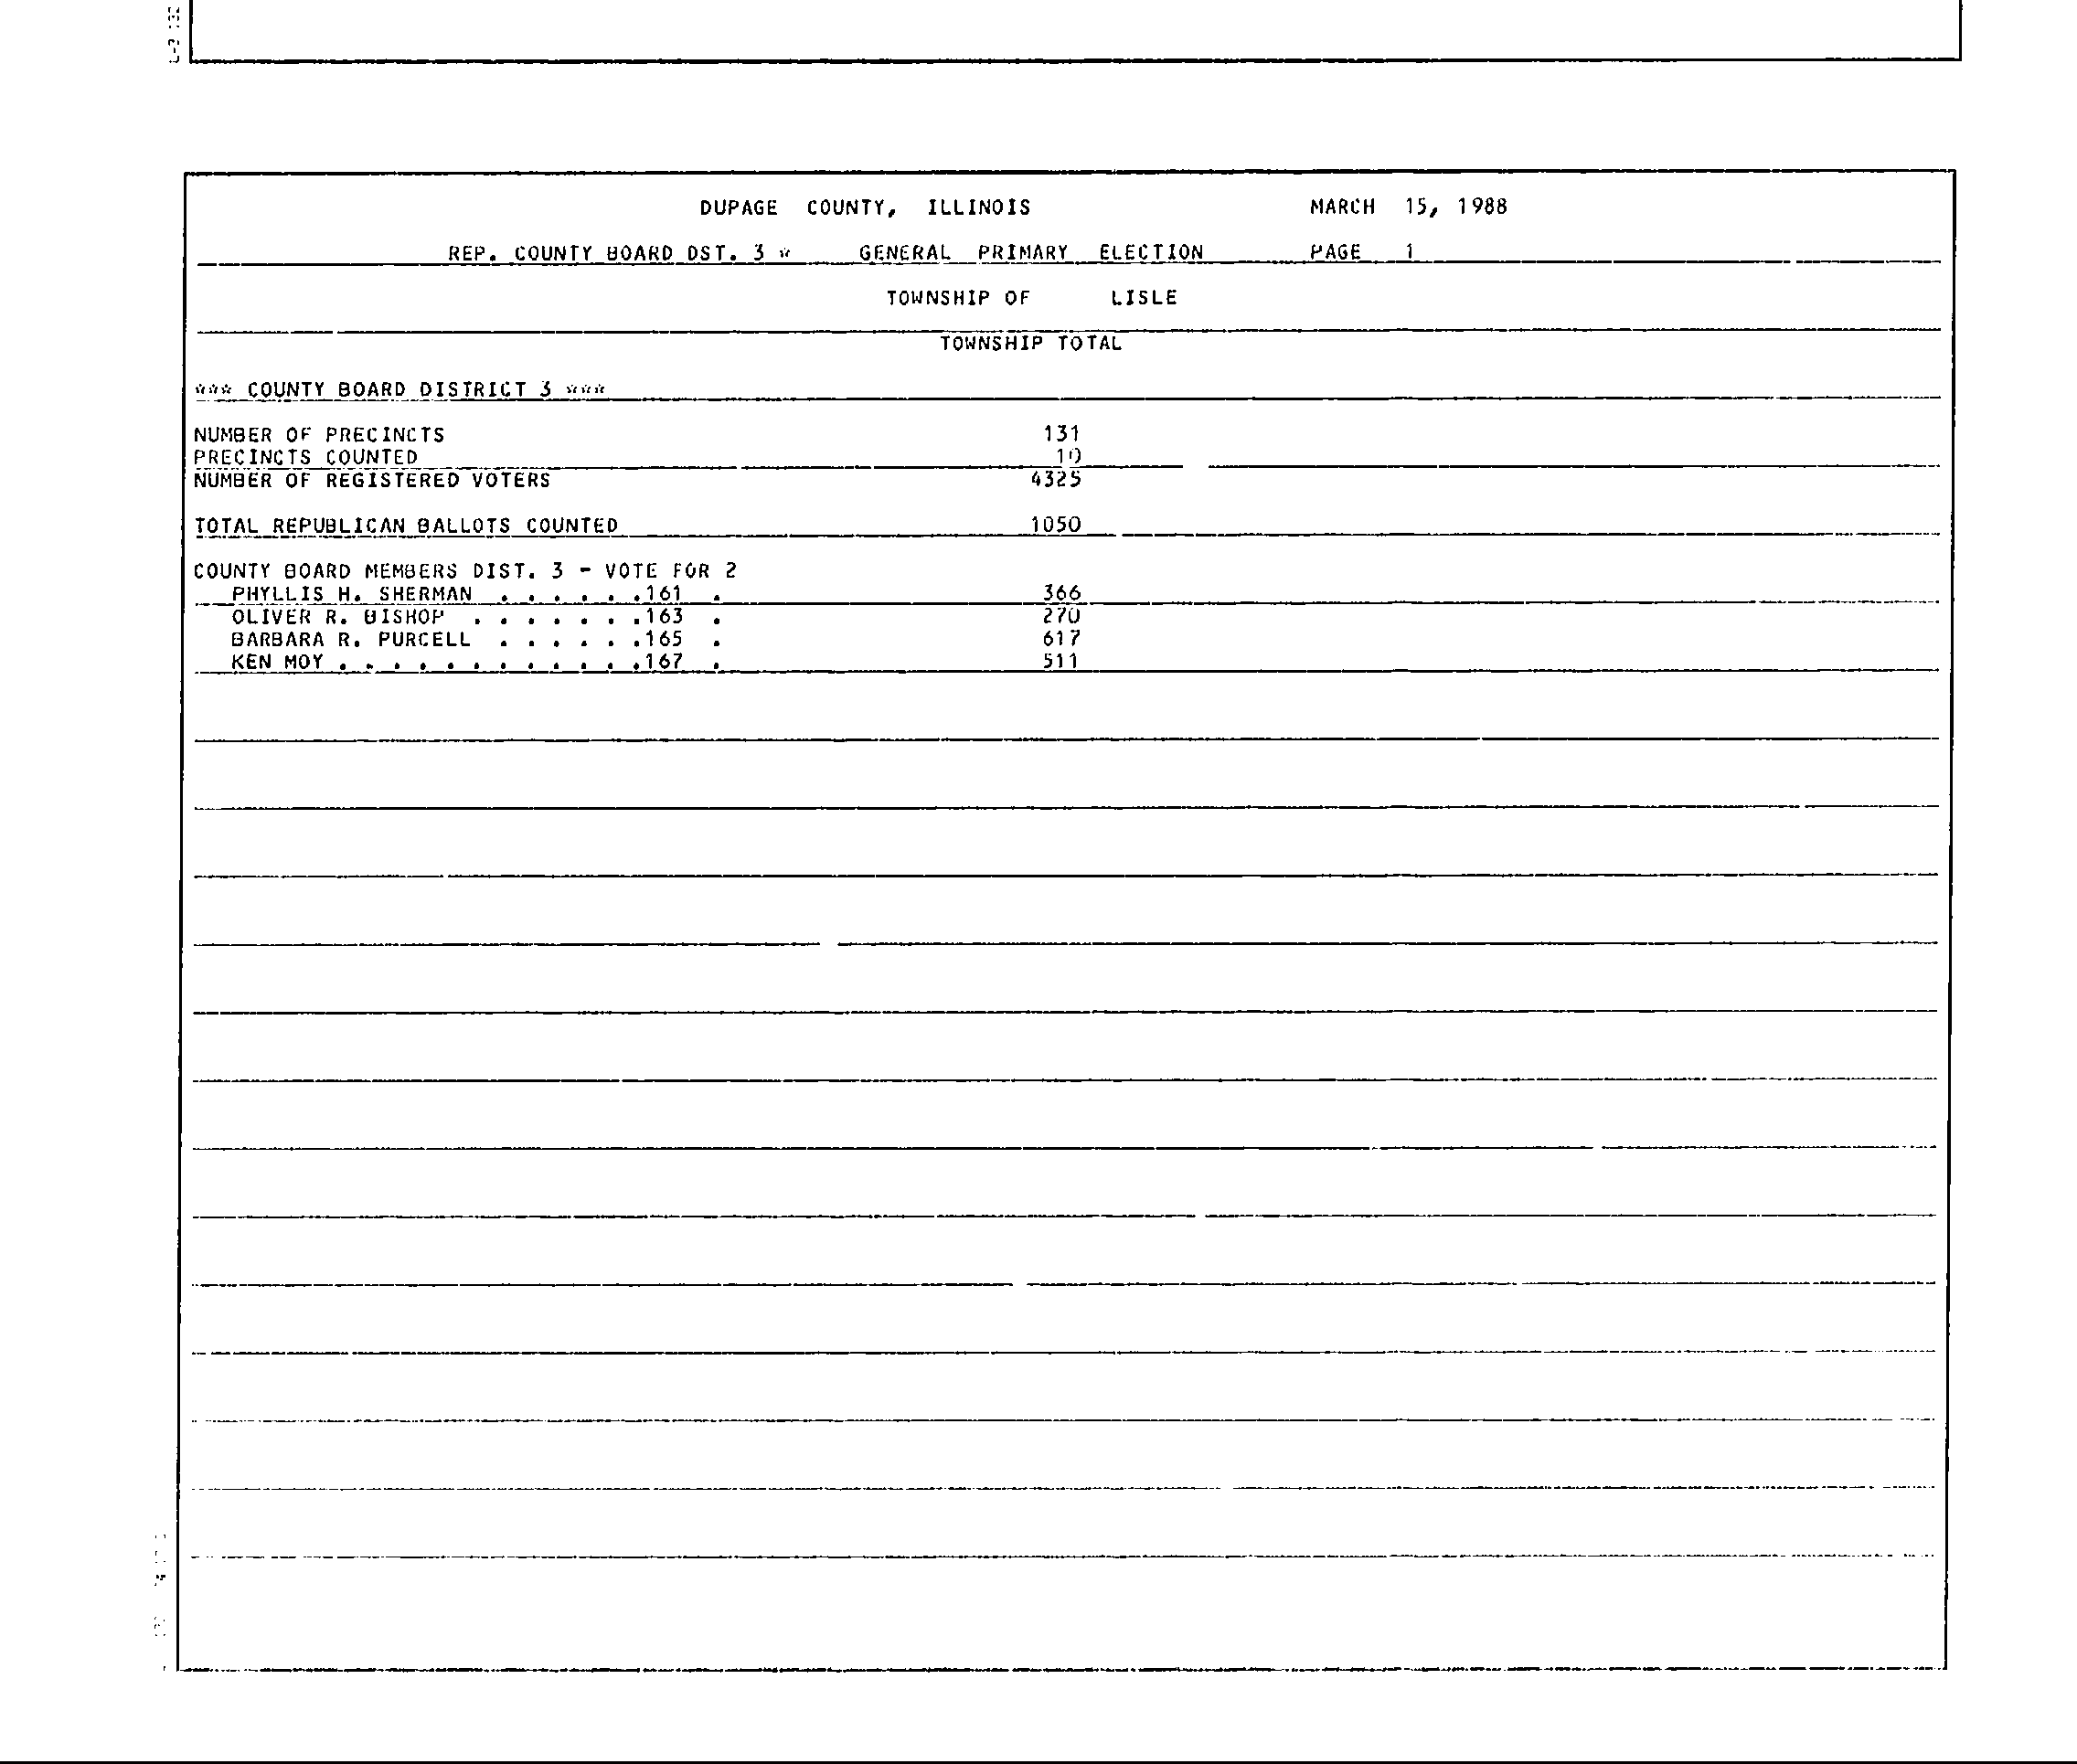 DUPAGE COUNTY, ILLINOIS MARCH 15, 1988
REP. COUNTY BOARD DST. 3 * GENERAL PRIMARY ELECTION PAGE 1
TOWNSHIP OF LISLE
TOWNSHIP TOTAL
*** COUNTY BOARD DISTRICT 3 ***
NUMBER OF PRECINCTS 131
PRECINCTS COUNTED 10
NUMBER OF REGISTERED VOTERS 4325
TOTAL REPUBLICAN BALLOTS COUNTED 1050
COUNTY BOARD MEMBERS DIST. 3 - VOTE FOR 2
PHYLLIS H. SHERMAN . . . . . .161 . 366
OLIVER R. BISHOP . . . . . . .163 . 270
BARBARA R. PURCELL . . . . . .165 . 617
KEN MOY . . . . . . . . . . . .167 . 511